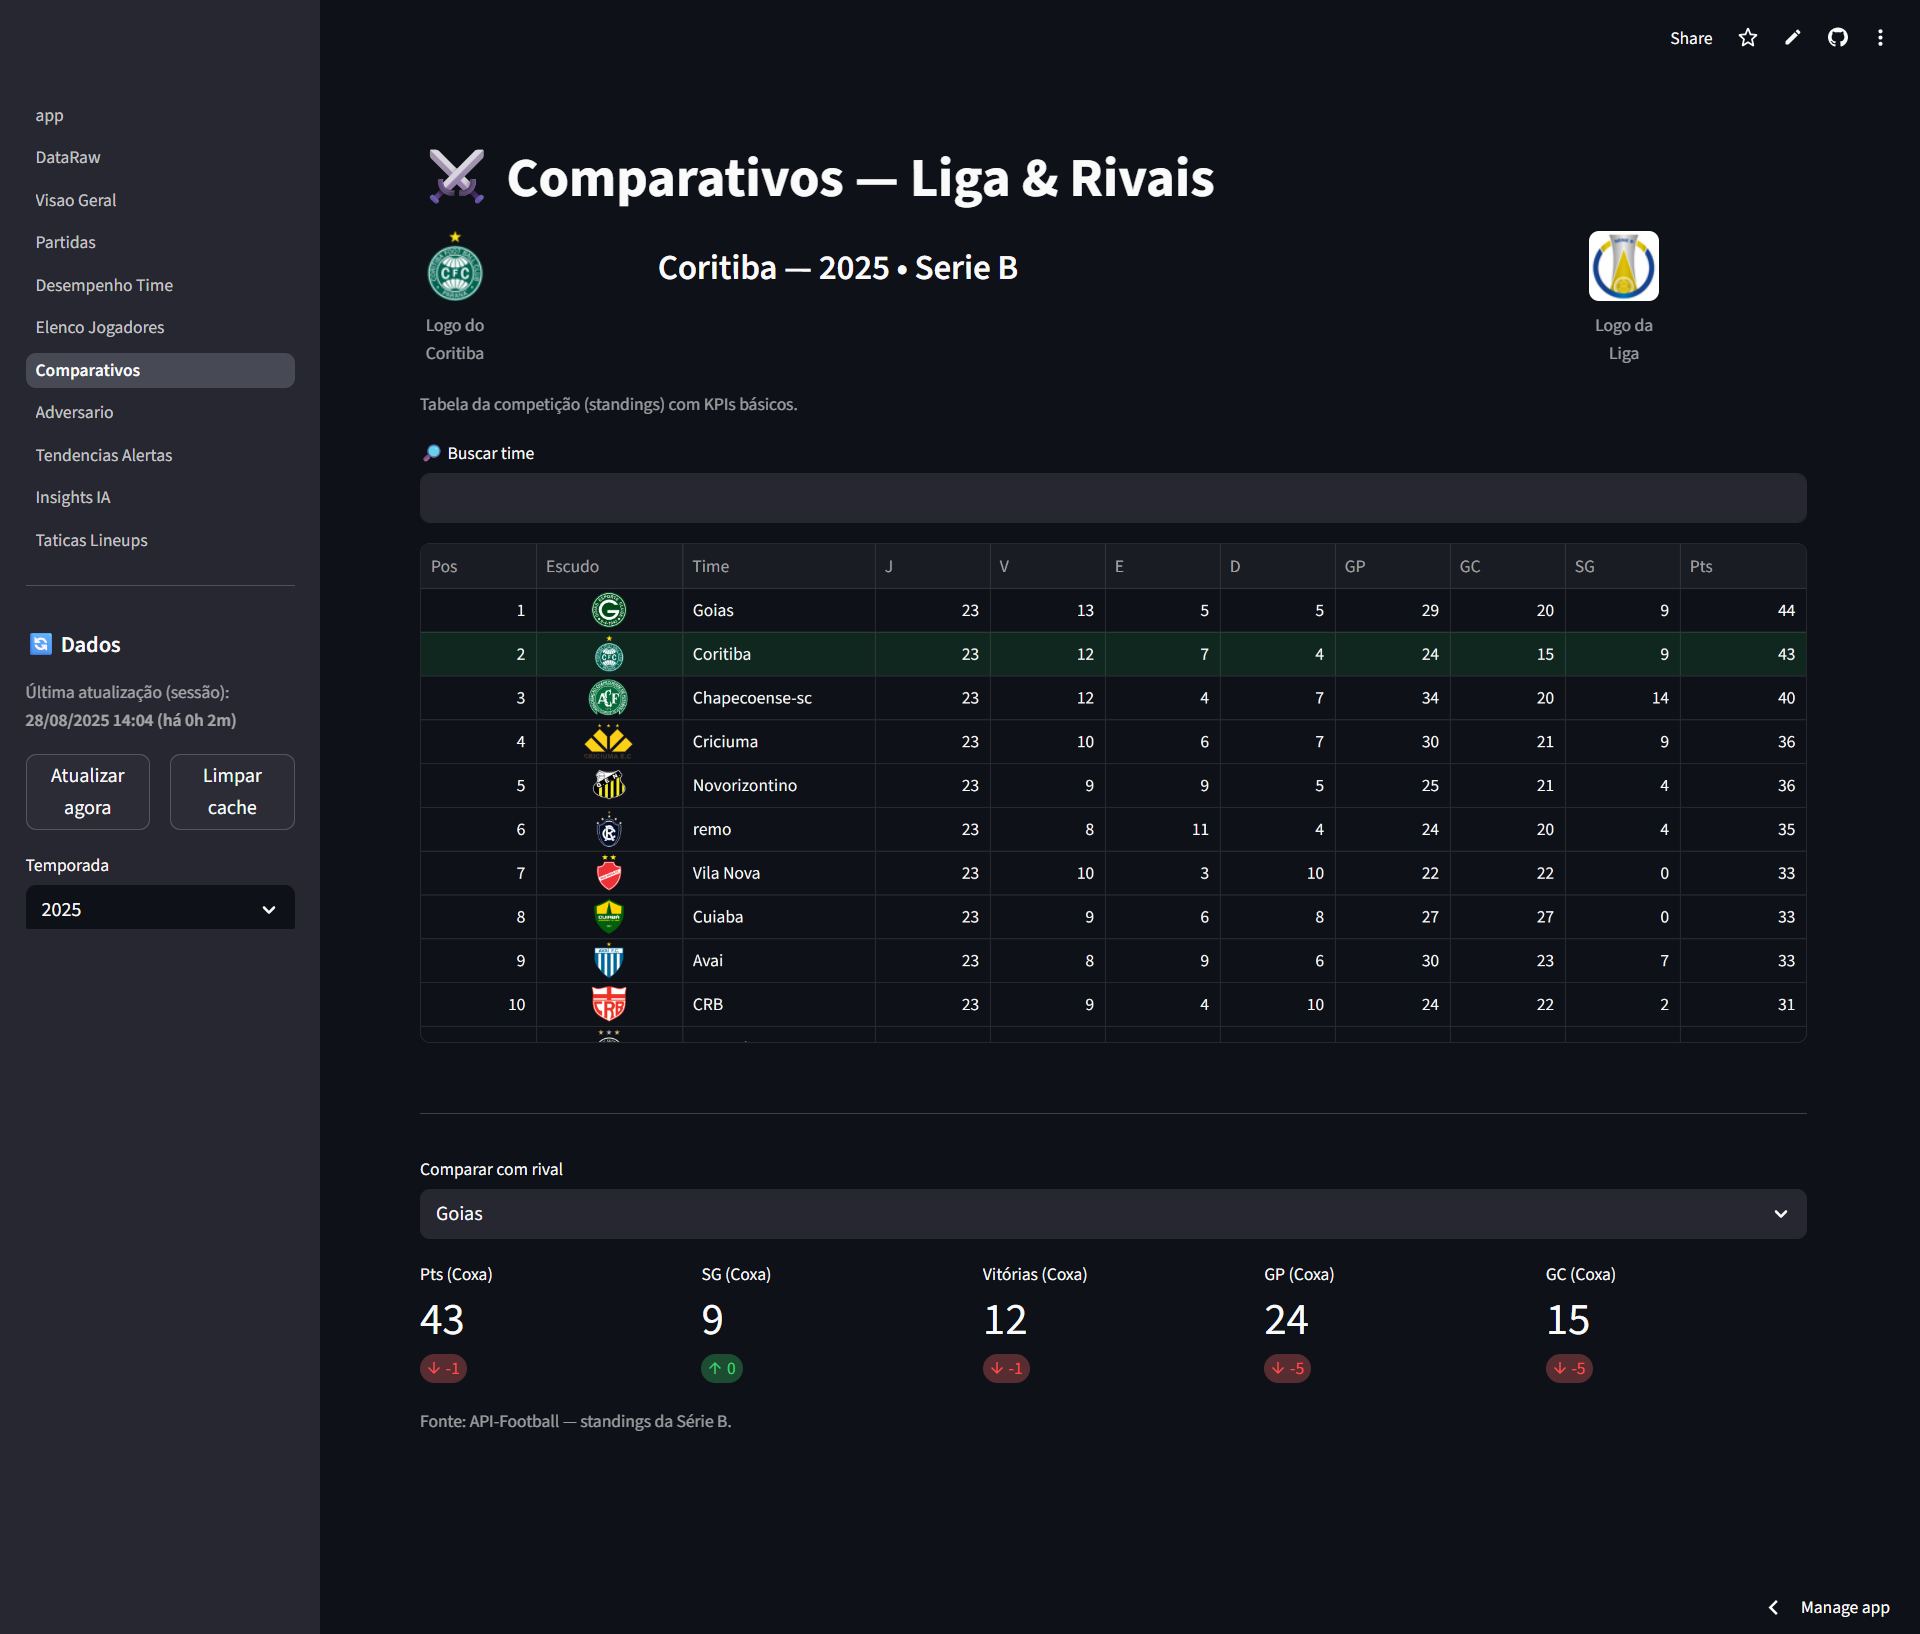 Share
app
DataRaw
Visao Geral
Partidas
Desempenho Time
Elenco Jogadores
Comparativos
Adversario
Tendencias Alertas
Insights IA
Taticas Lineups
Dados
Última atualização (sessão):
28/08/2025 14:04 (há 0h 2m)
Atualizar agora
Limpar cache
Temporada
2025
Comparativos — Liga & Rivais
Coritiba — 2025 • Serie B
Logo do
Coritiba
Logo da
Liga
Tabela da competição (standings) com KPIs básicos.
Buscar time
Pos Escudo Time J V E D GP GC SG Pts
1 Goias 23 13 5 5 29 20 9 44
2 Coritiba 23 12 7 4 24 15 9 43
3 Chapecoense-sc 23 12 4 7 34 20 14 40
4 Criciuma 23 10 6 7 30 21 9 36
5 Novorizontino 23 9 9 5 25 21 4 36
6 remo 23 8 11 4 24 20 4 35
7 Vila Nova 23 10 3 10 22 22 0 33
8 Cuiaba 23 9 6 8 27 27 0 33
9 Avai 23 8 9 6 30 23 7 33
10 CRB 23 9 4 10 24 22 2 31
Comparar com rival
Goias
Pts (Coxa) SG (Coxa) Vitórias (Coxa) GP (Coxa) GC (Coxa)
43 9 12 24 15
↓ -1 ↑ 0 ↓ -1 ↓ -5 ↓ -5
Fonte: API-Football — standings da Série B.
Manage app